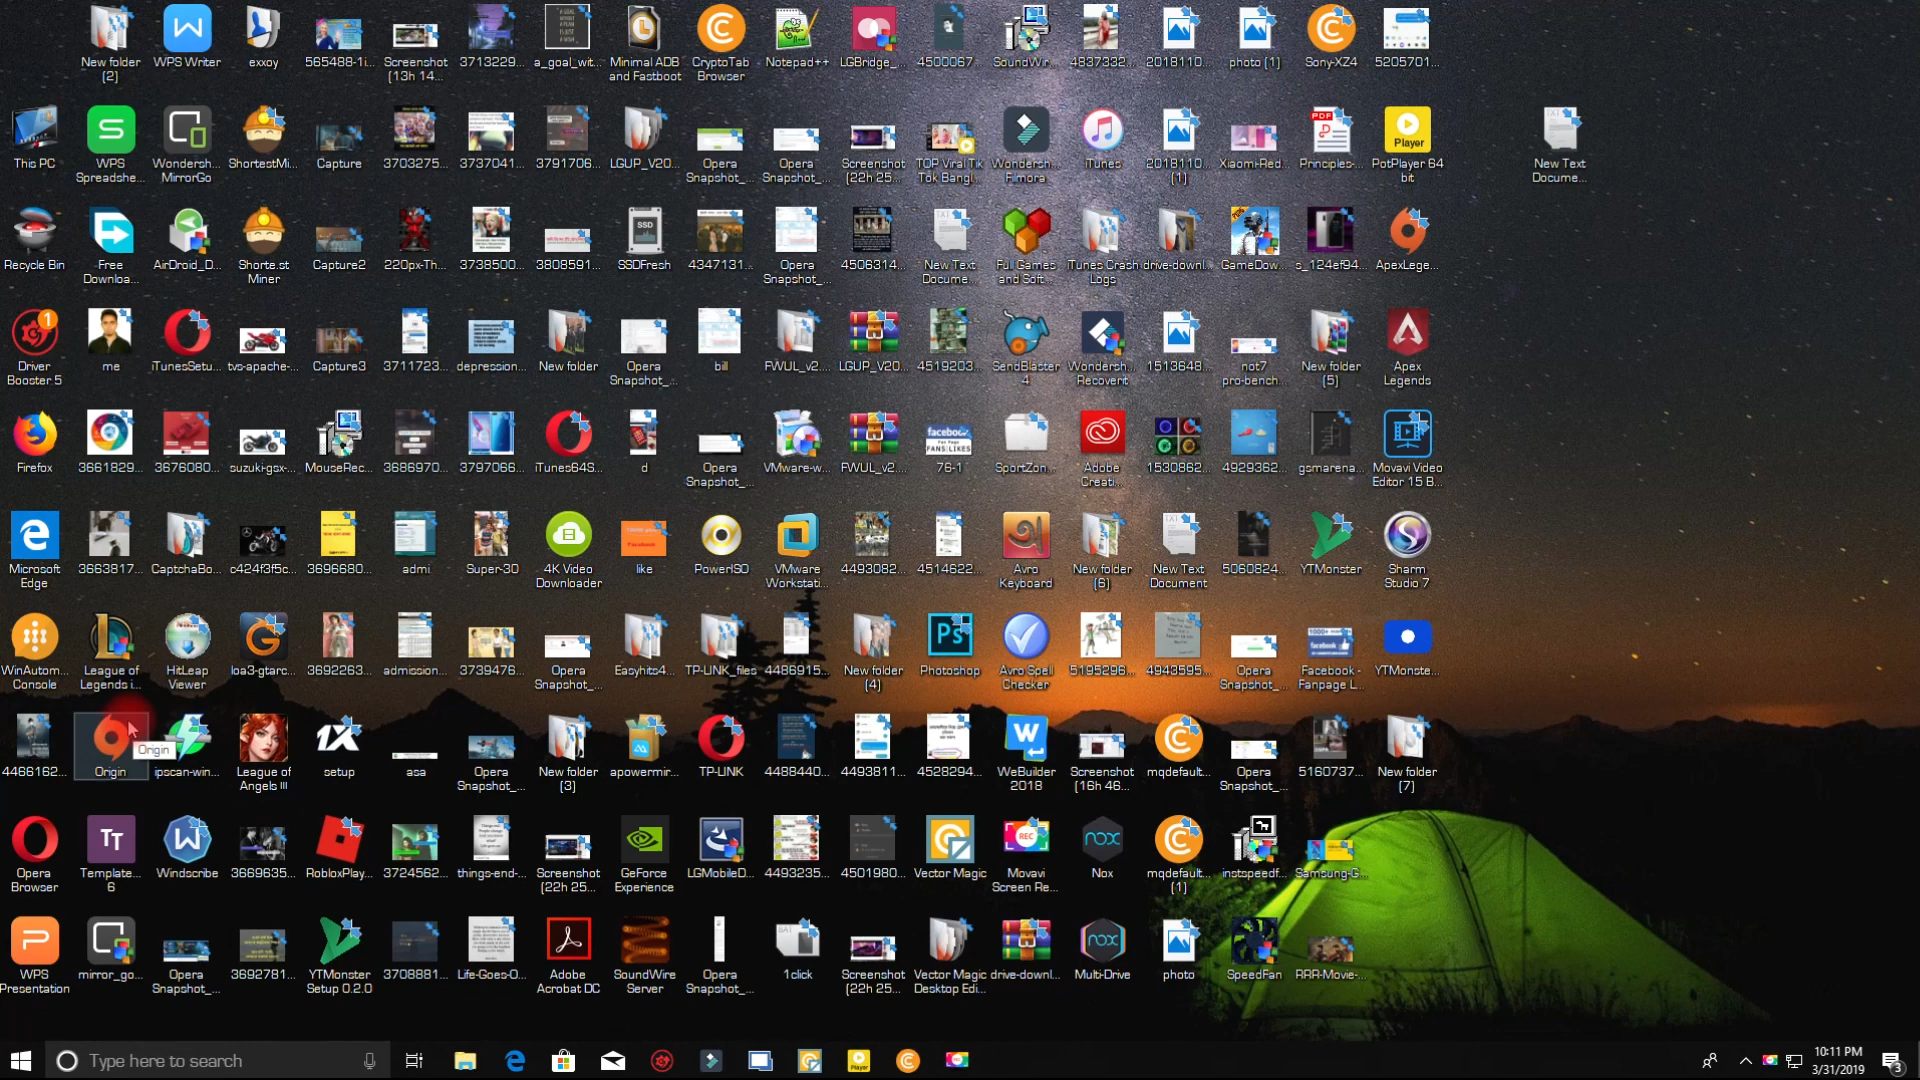 New folder
(2)
WPS Writer
exxoy
565488-1i...
Screenshot
(13h 14...
3713229...
a_goal_wit...
Minimal ADB
and Fastboot
CryptoTab
Browser
Notepad++
LGBridge_...
4500067...
SoundWir...
4837332...
2018110...
photo (1)
Sony-XZ4
5205701...
This PC
WPS
Spreadshe...
Wondersh...
MirrorGo
ShortestMi...
Capture
3703275...
3737041...
3791706...
LGUP_V20...
Opera
Snapshot_...
Opera
Snapshot_...
Screenshot
(22h 25...
TOP Viral Tik
Tok Bangl...
Wondersh...
Filmora
iTunes
2018110...
(1)
Xiaomi-Red...
Principles-...
PotPlayer 64
bit
New Text
Docume...
Recycle Bin
Free
Downloa...
AirDroid_D...
Shorte.st
Miner
Capture2
220px-Th...
3738500...
3808591...
SSDFresh
4347131...
Opera
Snapshot_...
4506314...
New Text
Docume...
Full Games
and Soft...
iTunes Crash
Logs
drive-downl...
GameDow...
s_124ef94...
ApexLege...
Driver
Booster 5
me
iTunesSetu...
tvs-apache-...
Capture3
3711723...
depression...
New folder
Opera
Snapshot_...
bill
FWUL_v2...
LGUP_V20...
4519203...
SendBlaster
4
Wondersh...
Recoverit
1513648...
not7
pro-bench...
New folder
(5)
Apex
Legends
Firefox
3661829...
3676080...
suzuki-gsx-...
MouseRec...
3686970...
3797066...
iTunes64S...
d
Opera
Snapshot_...
VMware-w...
FWUL_v2...
76-1
SportZon...
Adobe
Creati...
1530862...
4929362...
gsmarena...
Movavi Video
Editor 15 B...
Microsoft
Edge
3663817...
CaptchaBo...
c424f3f5c...
3696680...
admi
Super-30
4K Video
Downloader
like
PowerISO
VMware
Workstati...
4493082...
4514622...
Avro
Keyboard
New folder
(6)
New Text
Document
5060824...
YTMonster
Sharm
Studio 7
WinAutom...
Console
League of
Legends i...
HitLeap
Viewer
loa3-gtarc...
3692263...
admission...
3739476...
Opera
Snapshot_...
Easyhits4...
TP-LINK_files
4486915...
New folder
(4)
Photoshop
Avro Spell
Checker
5195296...
4943595...
Opera
Snapshot_...
Facebook -
Fanpage L...
YTMonste...
4466162...
Origin
Origin
ipscan-win...
League of
Angels III
setup
asa
Opera
Snapshot_...
New folder
(3)
apowermir...
TP-LINK
4488440...
4493811...
4528294...
WeBuilder
2018
Screenshot
(16h 46...
mqdefault...
Opera
Snapshot_...
5160737...
New folder
(7)
Opera
Browser
Template...
6
Windscribe
3669635...
RobloxPlay...
3724562...
things-end-...
Screenshot
(22h 25...
GeForce
Experience
LGMobileD...
4493235...
4501980...
Vector Magic
Movavi
Screen Re...
Nox
mqdefault...
(1)
instspeedf...
Samsung-G...
WPS
Presentation
mirror_go...
Opera
Snapshot_...
3692781...
YTMonster
Setup 0.2.0
3708881...
Life-Goes-O...
Adobe
Acrobat DC
SoundWire
Server
Opera
Snapshot_...
1click
Screenshot
(22h 25...
Vector Magic
Desktop Edi...
drive-downl...
Multi-Drive
photo
SpeedFan
RRR-Movie-...
Type here to search
10:11 PM
3/31/2019
3